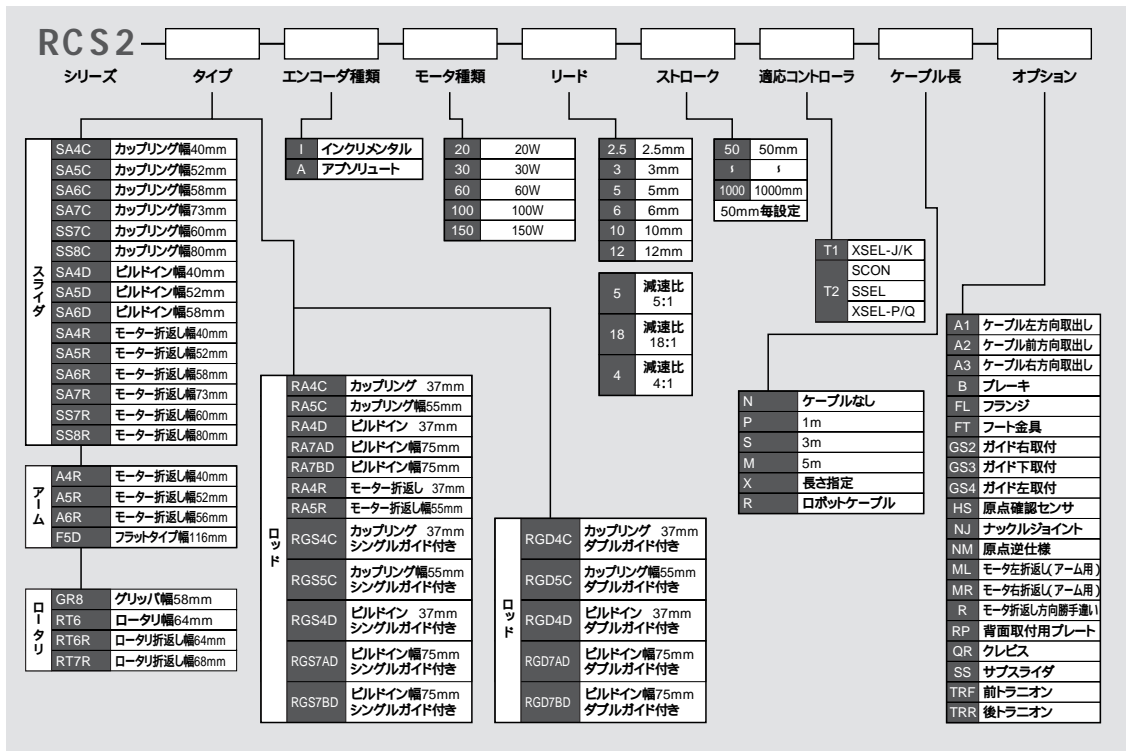 RCS2
シリーズ タイプ エンコーダ種類 モータ種類 リード ストローク 適応コントローラ ケーブル長 オプション
スライダ
SA4C カップリング幅40mm
SA5C カップリング幅52mm
SA6C カップリング幅58mm
SA7C カップリング幅73mm
SS7C カップリング幅60mm
SS8C カップリング幅80mm
SA4D ビルドイン幅40mm
SA5D ビルドイン幅52mm
SA6D ビルドイン幅58mm
SA4R モーター折返し幅40mm
SA5R モーター折返し幅52mm
SA6R モーター折返し幅58mm
SA7R モーター折返し幅73mm
SS7R モーター折返し幅60mm
SS8R モーター折返し幅80mm
アーム
A4R モーター折返し幅40mm
A5R モーター折返し幅52mm
A6R モーター折返し幅56mm
F5D フラットタイプ幅116mm
ロータリ
GR8 グリッパ幅58mm
RT6 ロータリ幅64mm
RT6R ロータリ折返し幅64mm
RT7R ロータリ折返し幅68mm
ロッド
RA4C カップリング 37mm
RA5C カップリング幅55mm
RA4D ビルドイン 37mm
RA7AD ビルドイン幅75mm
RA7BD ビルドイン幅75mm
RA4R モーター折返し 37mm
RA5R モーター折返し幅55mm
RGS4C カップリング 37mm
シングルガイド付き
RGS5C カップリング幅55mm
シングルガイド付き
RGS4D ビルドイン 37mm
シングルガイド付き
RGS7AD ビルドイン幅75mm
シングルガイド付き
RGS7BD ビルドイン幅75mm
シングルガイド付き
ロッド
RGD4C カップリング 37mm
ダブルガイド付き
RGD5C カップリング幅55mm
ダブルガイド付き
RGD4D ビルドイン 37mm
ダブルガイド付き
RGD7AD ビルドイン幅75mm
ダブルガイド付き
RGD7BD ビルドイン幅75mm
ダブルガイド付き
I インクリメンタル
A アブソリュート
20 20W
30 30W
60 60W
100 100W
150 150W
2.5 2.5mm
3 3mm
5 5mm
6 6mm
10 10mm
12 12mm
5 減速比
5:1
18 減速比
18:1
4 減速比
4:1
50 50mm
〜 〜
1000 1000mm
50mm毎設定
T1 XSEL-J/K
T2 SCON
SSEL
XSEL-P/Q
N ケーブルなし
P 1m
S 3m
M 5m
X 長さ指定
R ロボットケーブル
A1 ケーブル左方向取出し
A2 ケーブル前方向取出し
A3 ケーブル右方向取出し
B ブレーキ
FL フランジ
FT フート金具
GS2 ガイド右取付
GS3 ガイド下取付
GS4 ガイド左取付
HS 原点確認センサ
NJ ナックルジョイント
NM 原点逆仕様
ML モータ左折返し(アーム用)
MR モータ右折返し(アーム用)
R モータ折返し方向勝手違い
RP 背面取付用プレート
QR クレビス
SS サブスライダ
TRF 前トラニオン
TRR 後トラニオン